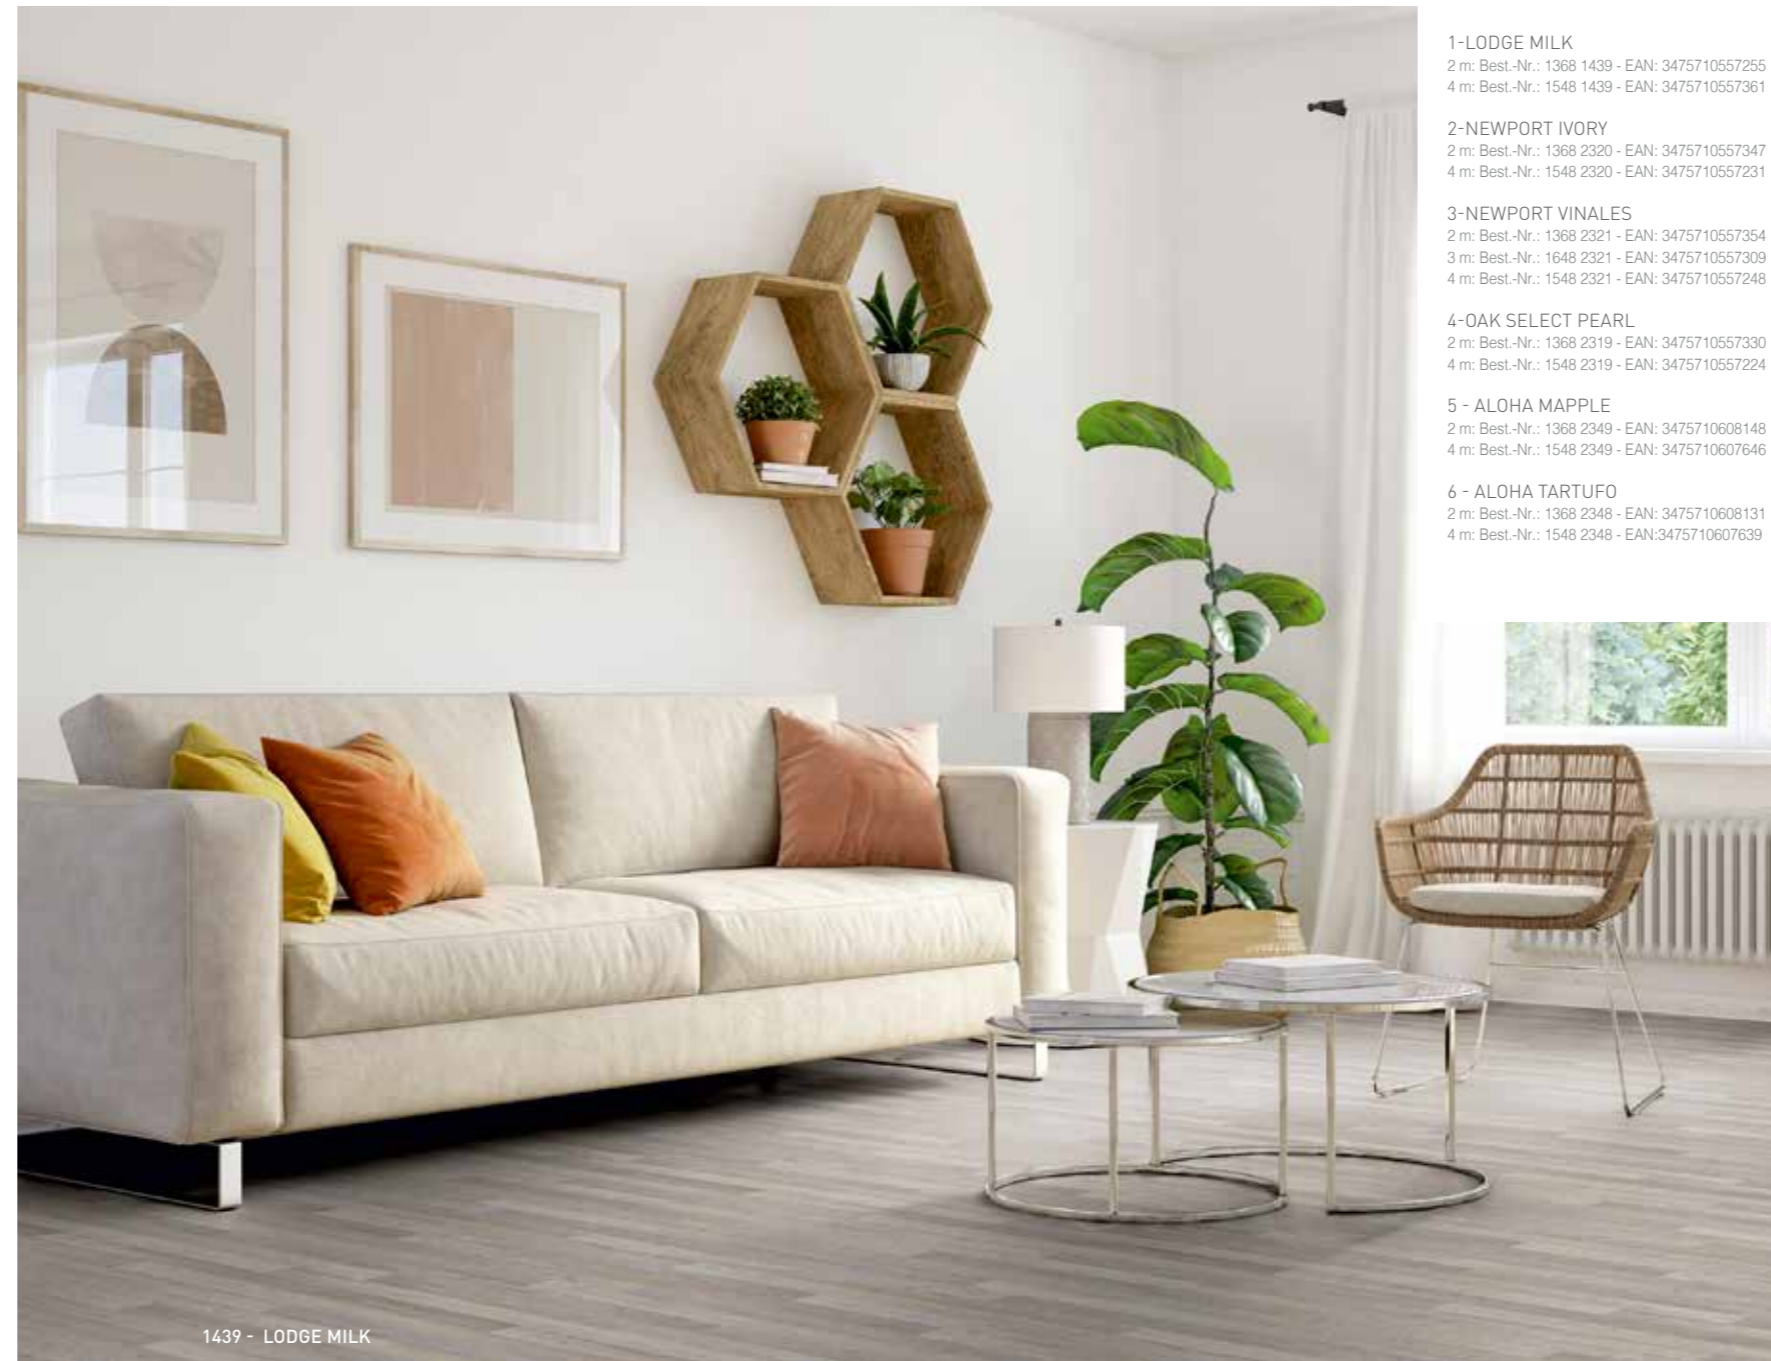 1-LODGE MILK
2 m: Best.-Nr.: 1368 1439 - EAN: 3475710557255
4 m: Best.-Nr.: 1548 1439 - EAN: 3475710557361
2-NEWPORT IVORY
2 m: Best.-Nr.: 1368 2320 - EAN: 3475710557347
4 m: Best.-Nr.: 1548 2320 - EAN: 3475710557231
3-NEWPORT VINALES
2 m: Best.-Nr.: 1368 2321 - EAN: 3475710557354
3 m: Best.-Nr.: 1648 2321 - EAN: 3475710557309
4 m: Best.-Nr.: 1548 2321 - EAN: 3475710557248
4-OAK SELECT PEARL
2 m: Best.-Nr.: 1368 2319 - EAN: 3475710557330
4 m: Best.-Nr.: 1548 2319 - EAN: 3475710557224
5 - ALOHA MAPPLE
2 m: Best.-Nr.: 1368 2349 - EAN: 3475710608148
4 m: Best.-Nr.: 1548 2349 - EAN: 3475710607646
6 - ALOHA TARTUFO
2 m: Best.-Nr.: 1368 2348 - EAN: 3475710608131
4 m: Best.-Nr.: 1548 2348 - EAN:3475710607639
1439 - LODGE MILK